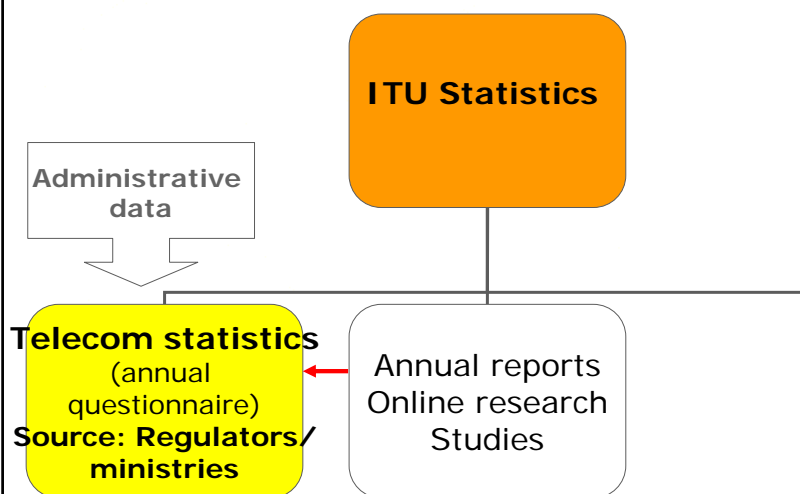 ITU Statistics
Administrative
data
Telecom statistics
(annual
questionnaire)
Source: Regulators/
ministries
Annual reports
Online research
Studies